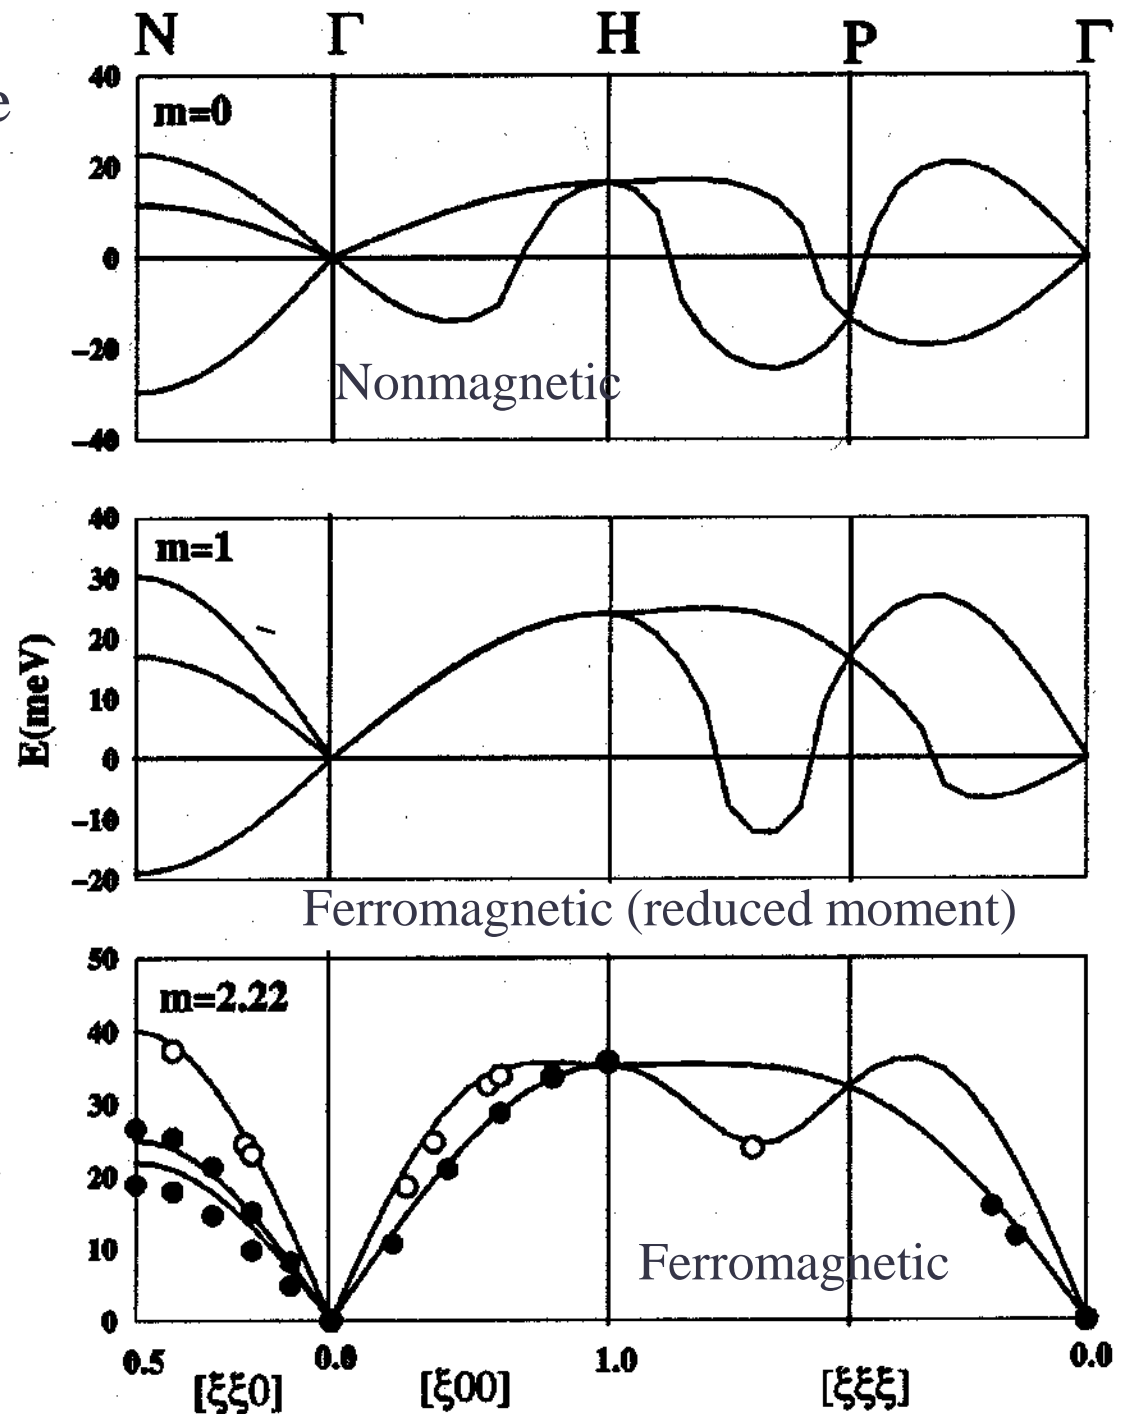 N Γ H P Γ
e
40
m=0
20
0
−20
Nonmagnetic
−40
40
m=1
30
20
10
0
−10
−20
E(meV)
Ferromagnetic (reduced moment)
50
m=2.22
40
30
20
10
Ferromagnetic
0
0.5 0.0 1.0 0.0
[ξξ0] [ξ00] [ξξξ]